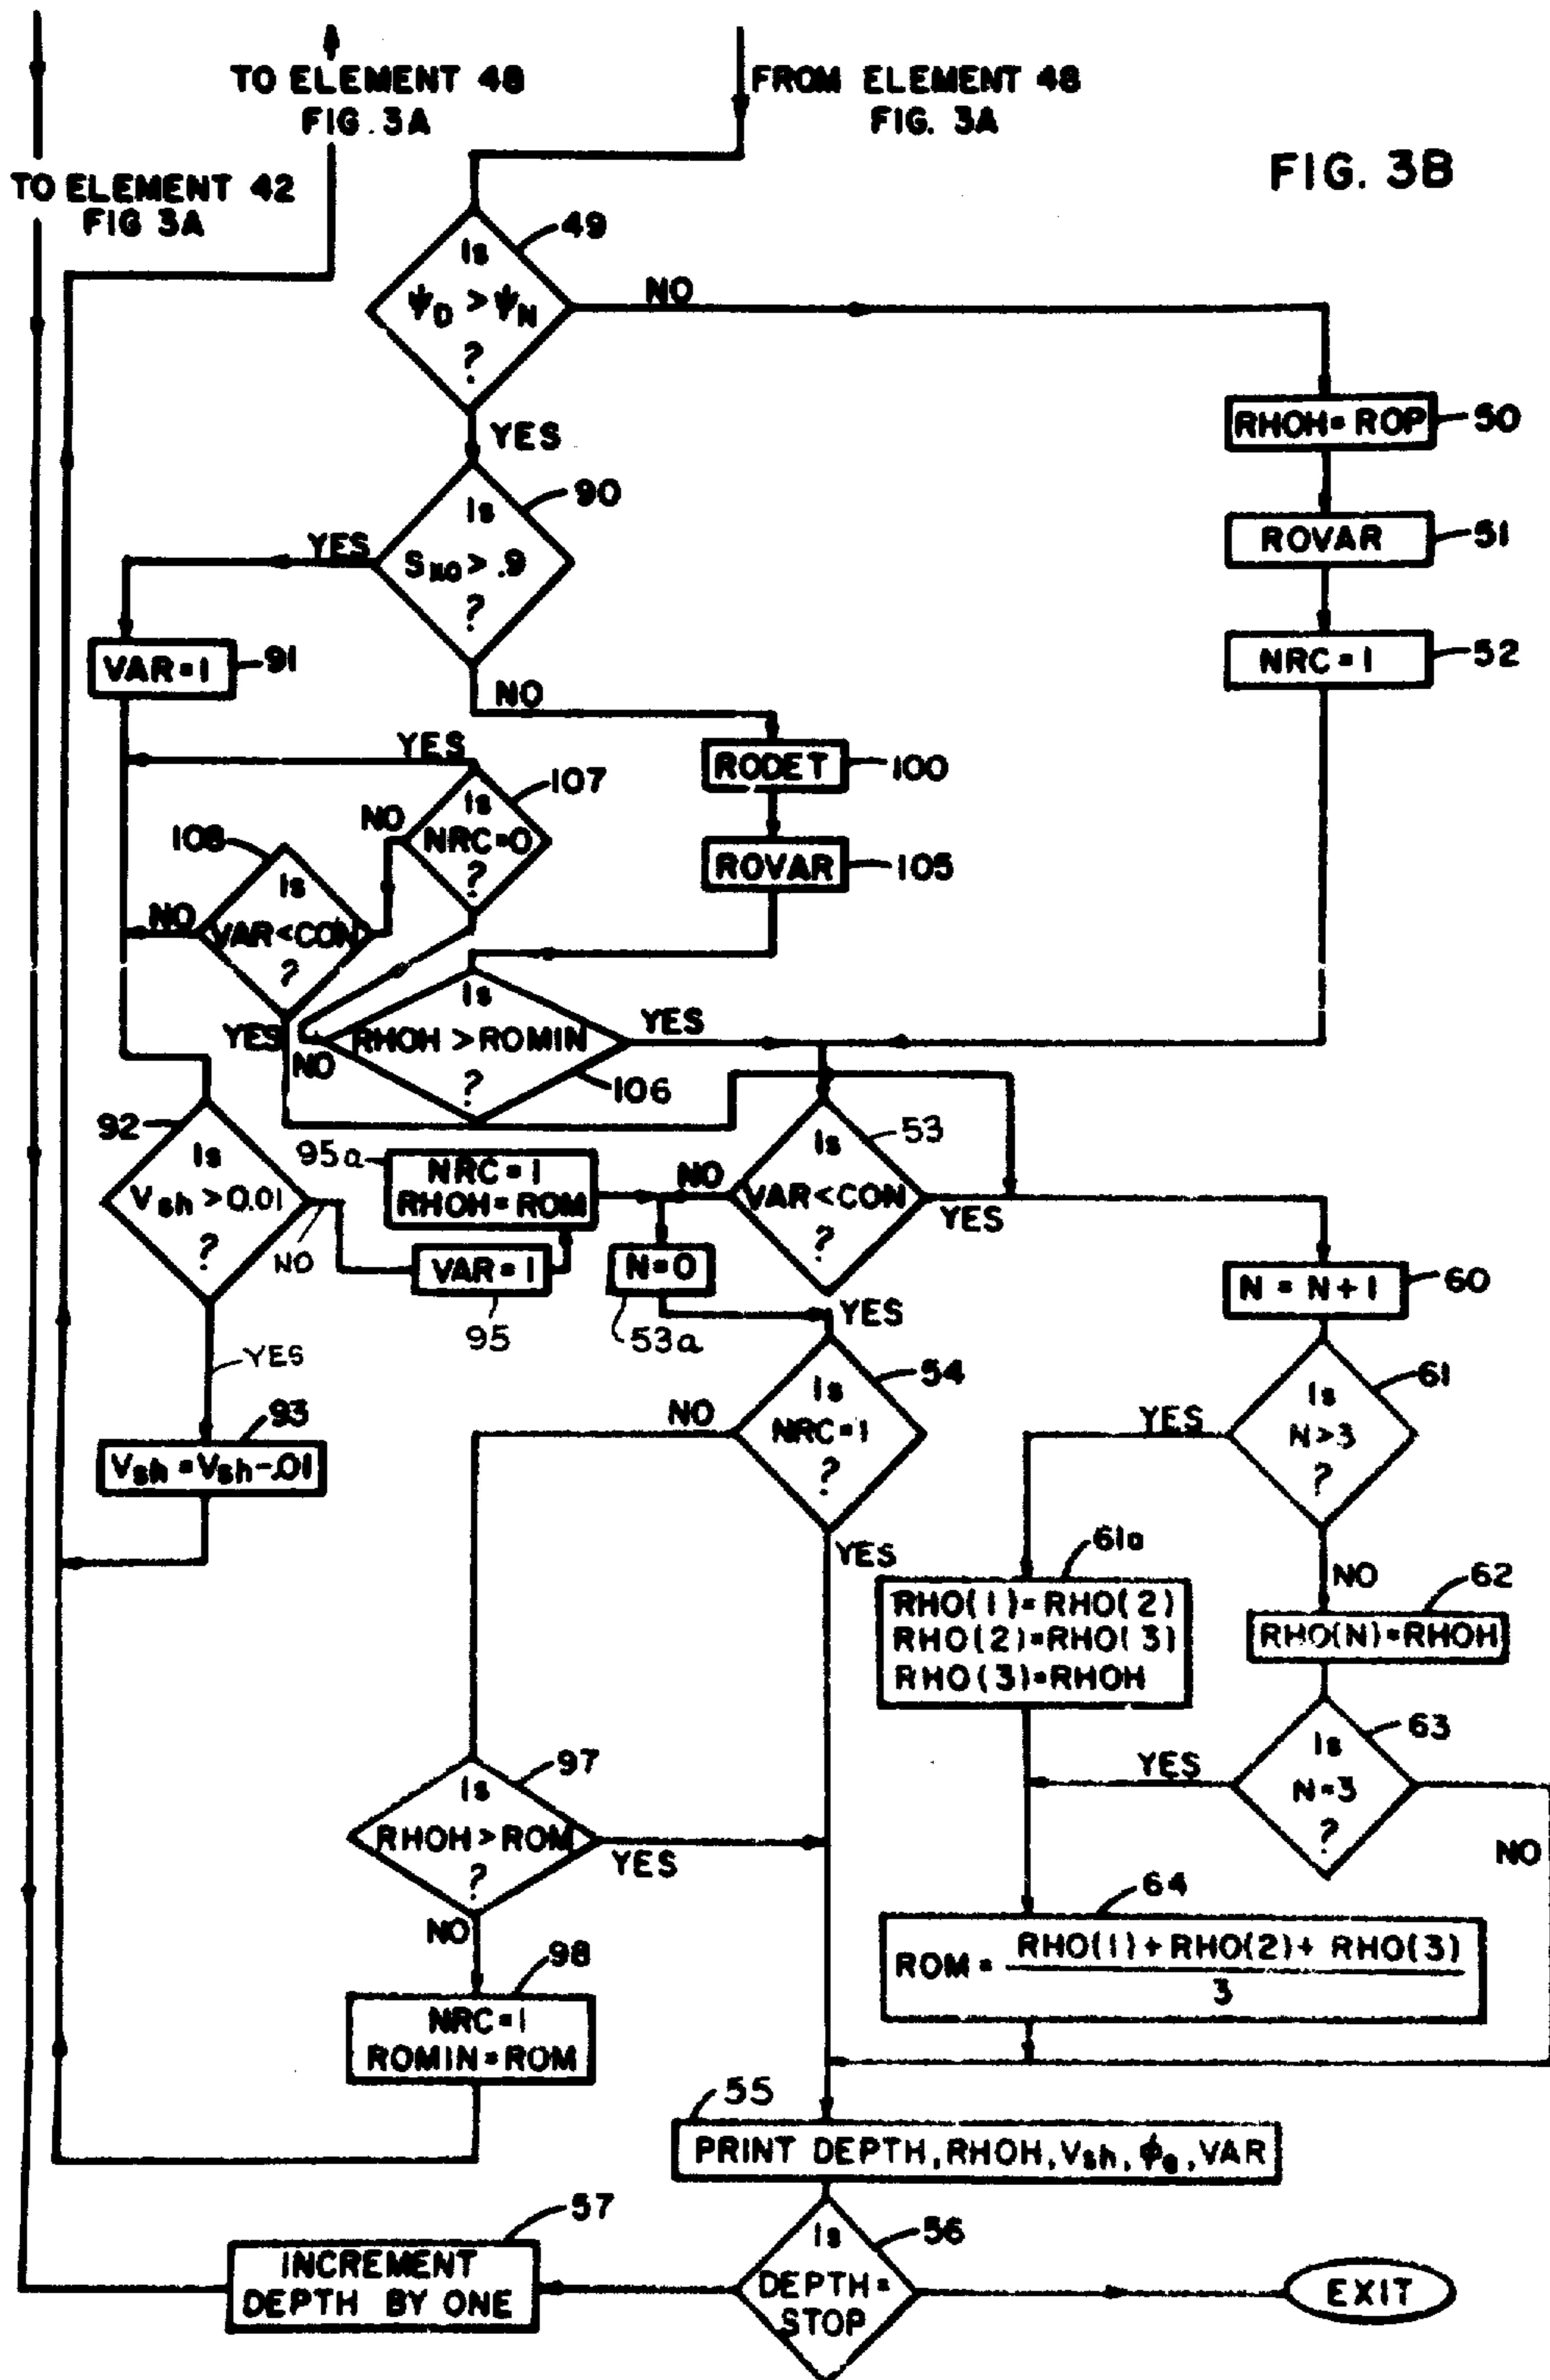 TO ELEMENT 48
FIG. 3A
FROM ELEMENT 48
FIG. 3A
TO ELEMENT 42
FIG 3A
FIG. 3B
49
Is
ψD > ψN
?
NO
YES
RHOH = ROP
50
ROVAR
51
NRC = 1
52
90
Is
Sxo > .9
?
YES
NO
VAR = 1
91
RODET
100
ROVAR
105
YES
107
Is
NRC=0
?
NO
108
Is
VAR<CON
?
NO
YES
Is
RHOH > ROMIN
?
YES
NO
106
92
Is
Vsh > 0.01
?
NO
YES
95a
NRC = 1
RHOH = ROM
VAR = 1
95
NO
N=0
53a
53
Is
VAR<CON
?
YES
YES
N = N+1
60
54
Is
NRC=1
?
NO
YES
61
Is
N>3
?
YES
NO
93
Vsh = Vsh-.01
61a
RHO(1)=RHO(2)
RHO(2)=RHO(3)
RHO(3)=RHOH
62
RHO(N)=RHOH
63
Is
N=3
?
YES
NO
97
Is
RHOH > ROM
?
YES
NO
64
ROM = RHO(1) + RHO(2) + RHO(3)
3
98
NRC=1
ROMIN=ROM
55
PRINT DEPTH, RHOH, Vsh, ϕe, VAR
57
INCREMENT
DEPTH BY ONE
56
Is
DEPTH =
STOP
EXIT